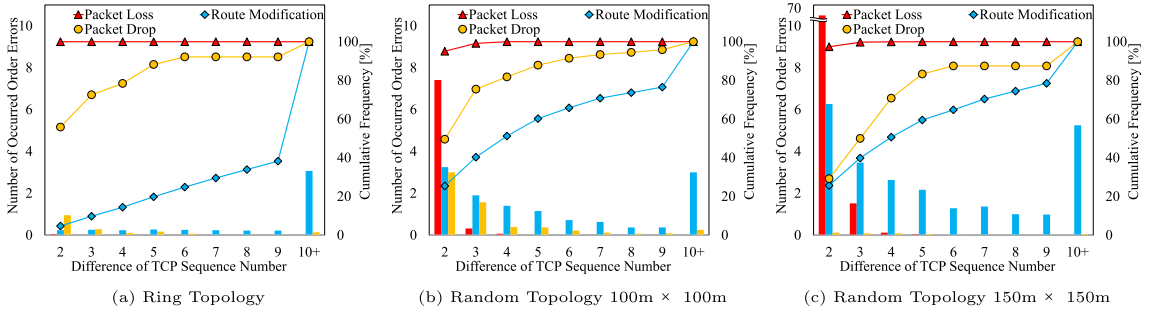 10
8
6
4
2
0
Number of Occurred Order Errors
Packet Loss
Route Modification
Packet Drop
100
80
60
40
20
0
Cumulative Frequency [%]
2 3 4 5 6 7 8 9 10+
Difference of TCP Sequence Number
(a) Ring Topology
10
8
6
4
2
0
Number of Occurred Order Errors
Packet Loss
Route Modification
Packet Drop
100
80
60
40
20
0
Cumulative Frequency [%]
2 3 4 5 6 7 8 9 10+
Difference of TCP Sequence Number
(b) Random Topology 100m × 100m
70
10
8
6
4
2
0
Number of Occurred Order Errors
Packet Loss
Route Modification
Packet Drop
100
80
60
40
20
0
Cumulative Frequency [%]
2 3 4 5 6 7 8 9 10+
Difference of TCP Sequence Number
(c) Random Topology 150m × 150m